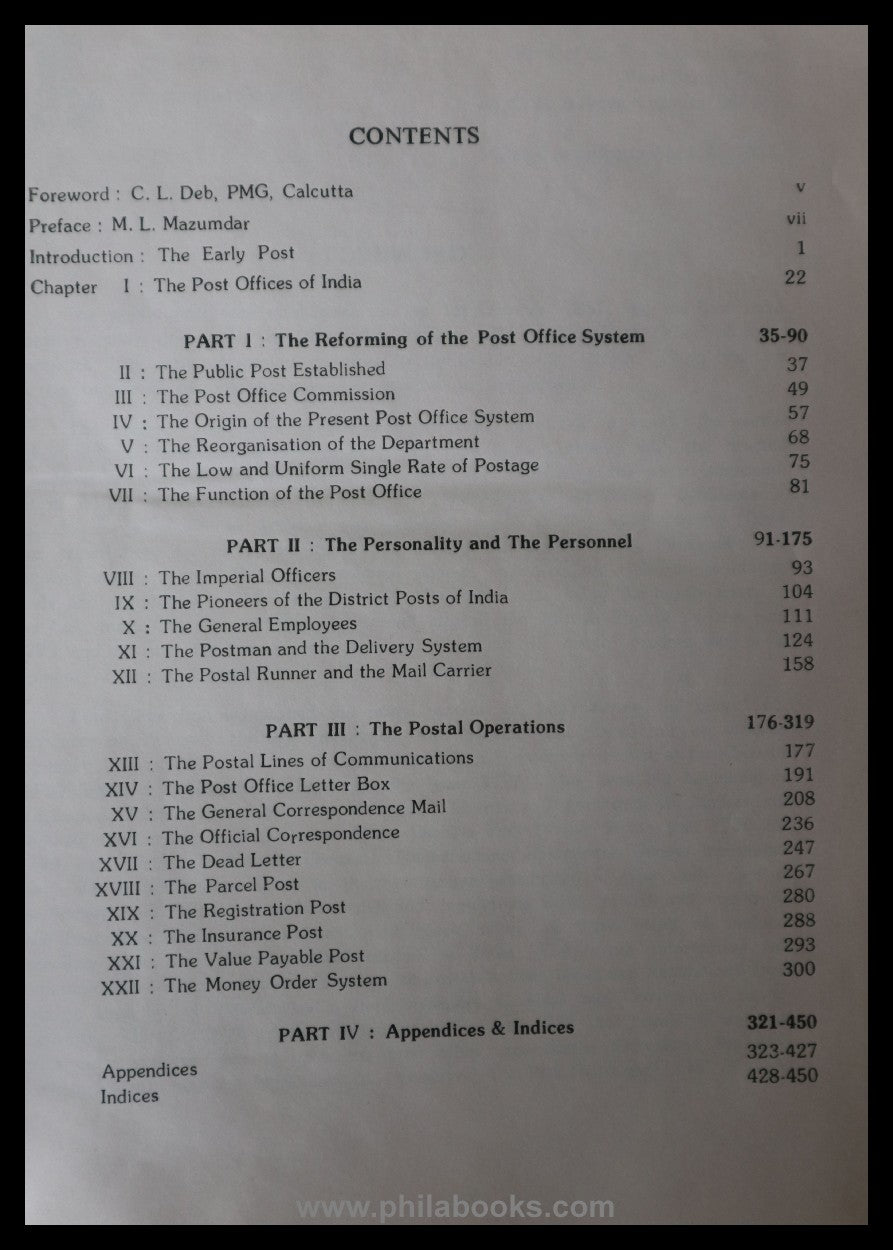 CONTENTS
Foreword : C. L. Deb, PMG, Calcutta v
Preface : M. L. Mazumdar vii
Introduction : The Early Post 1
Chapter I : The Post Offices of India 22
PART I : The Reforming of the Post Office System 35-90
II : The Public Post Established 37
III : The Post Office Commission 49
IV : The Origin of the Present Post Office System 57
V : The Reorganisation of the Department 68
VI : The Low and Uniform Single Rate of Postage 75
VII : The Function of the Post Office 81
PART II : The Personality and The Personnel 91-175
VIII : The Imperial Officers 93
IX : The Pioneers of the District Posts of India 104
X : The General Employees 111
XI : The Postman and the Delivery System 124
XII : The Postal Runner and the Mail Carrier 158
PART III : The Postal Operations 176-319
XIII : The Postal Lines of Communications 177
XIV : The Post Office Letter Box 191
XV : The General Correspondence Mail 208
XVI : The Official Correspondence 236
XVII : The Dead Letter 247
XVIII : The Parcel Post 267
XIX : The Registration Post 280
XX : The Insurance Post 288
XXI : The Value Payable Post 293
XXII : The Money Order System 300
PART IV : Appendices & Indices 321-450
Appendices 323-427
Indices 428-450
www.philabooks.com